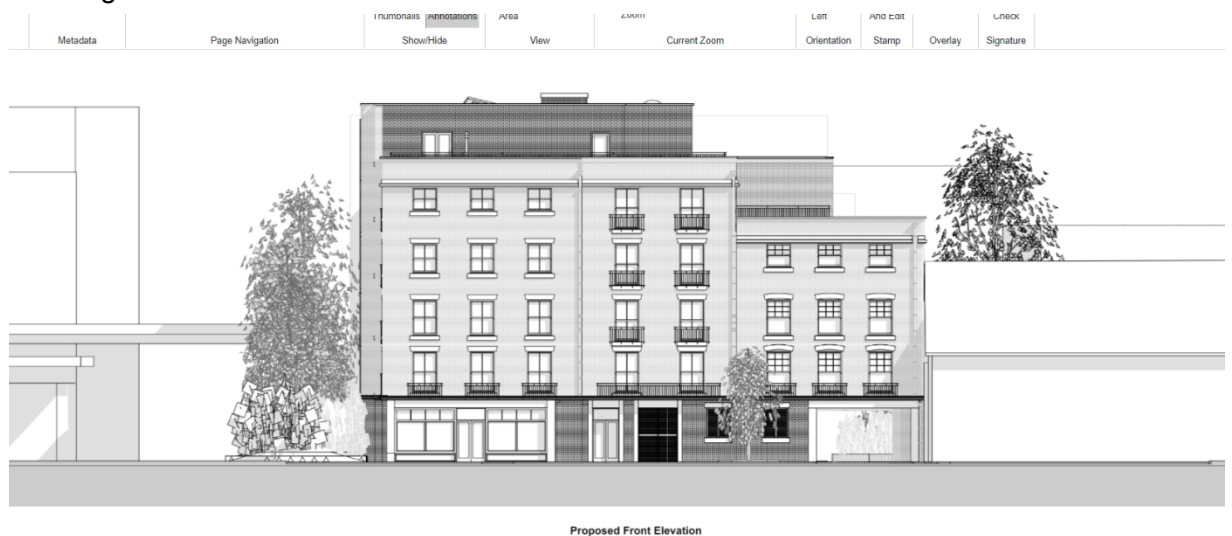 Thumbnails Annotations Area Zoom Left And Edit Check
Metadata Page Navigation Show/Hide View Current Zoom Orientation Stamp Overlay Signature
Proposed Front Elevation